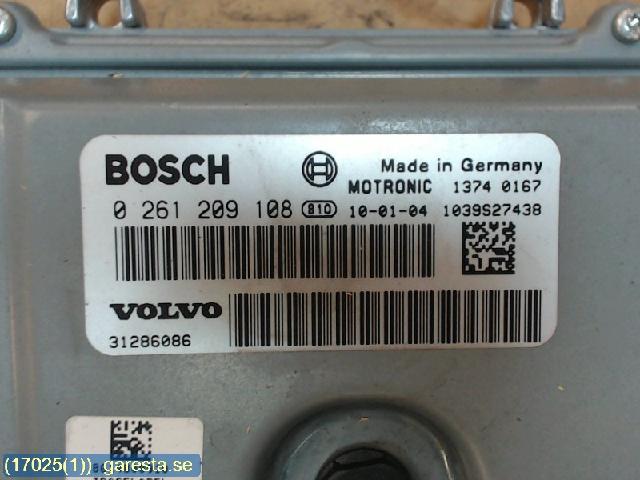 BOSCH Made in Germany
MOTRONIC 1374 0167
0 261 209 108 810 10-01-04 1039S27438
VOLVO
31286086
(17025(1)) garesta.se